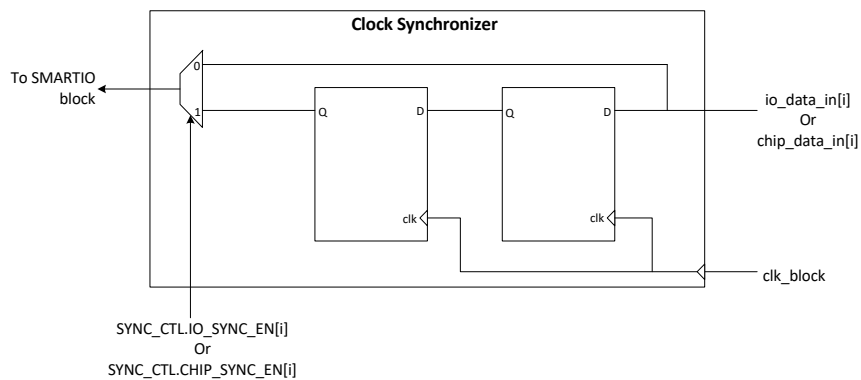 Clock Synchronizer
To SMARTIO
block
0
1
Q
D
Q
D
io_data_in[i]
Or
chip_data_in[i]
clk
clk
clk_block
SYNC_CTL.IO_SYNC_EN[i]
Or
SYNC_CTL.CHIP_SYNC_EN[i]